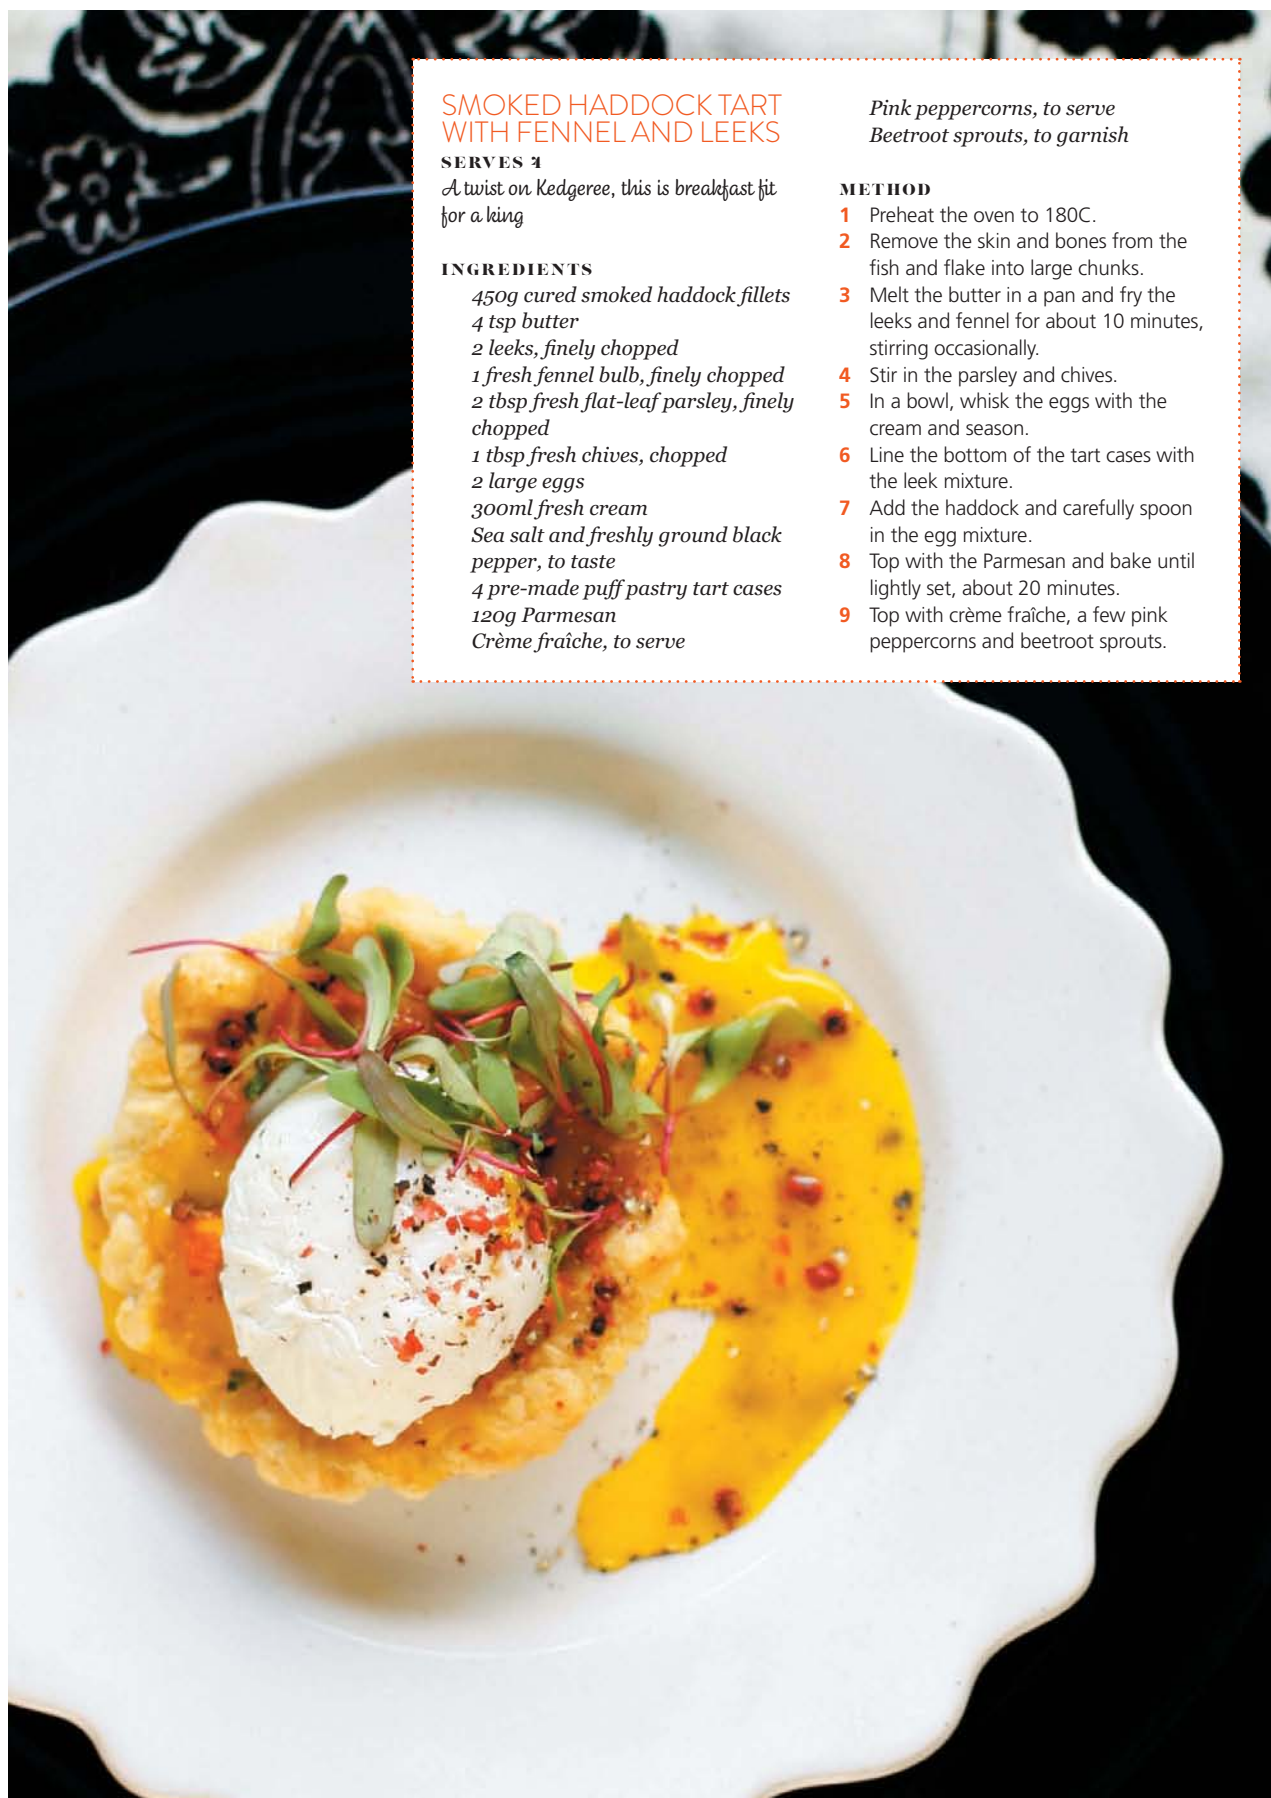 SMOKED HADDOCK TART
WITH FENNEL AND LEEKS
SERVES 4
A twist on Kedgeree, this is breakfast fit
for a king
INGREDIENTS
450g cured smoked haddock fillets
4 tsp butter
2 leeks, finely chopped
1 fresh fennel bulb, finely chopped
2 tbsp fresh flat-leaf parsley, finely
chopped
1 tbsp fresh chives, chopped
2 large eggs
300ml fresh cream
Sea salt and freshly ground black
pepper, to taste
4 pre-made puff pastry tart cases
120g Parmesan
Crème fraîche, to serve
Pink peppercorns, to serve
Beetroot sprouts, to garnish
METHOD
1 Preheat the oven to 180C.
2 Remove the skin and bones from the
fish and flake into large chunks.
3 Melt the butter in a pan and fry the
leeks and fennel for about 10 minutes,
stirring occasionally.
4 Stir in the parsley and chives.
5 In a bowl, whisk the eggs with the
cream and season.
6 Line the bottom of the tart cases with
the leek mixture.
7 Add the haddock and carefully spoon
in the egg mixture.
8 Top with the Parmesan and bake until
lightly set, about 20 minutes.
9 Top with crème fraîche, a few pink
peppercorns and beetroot sprouts.